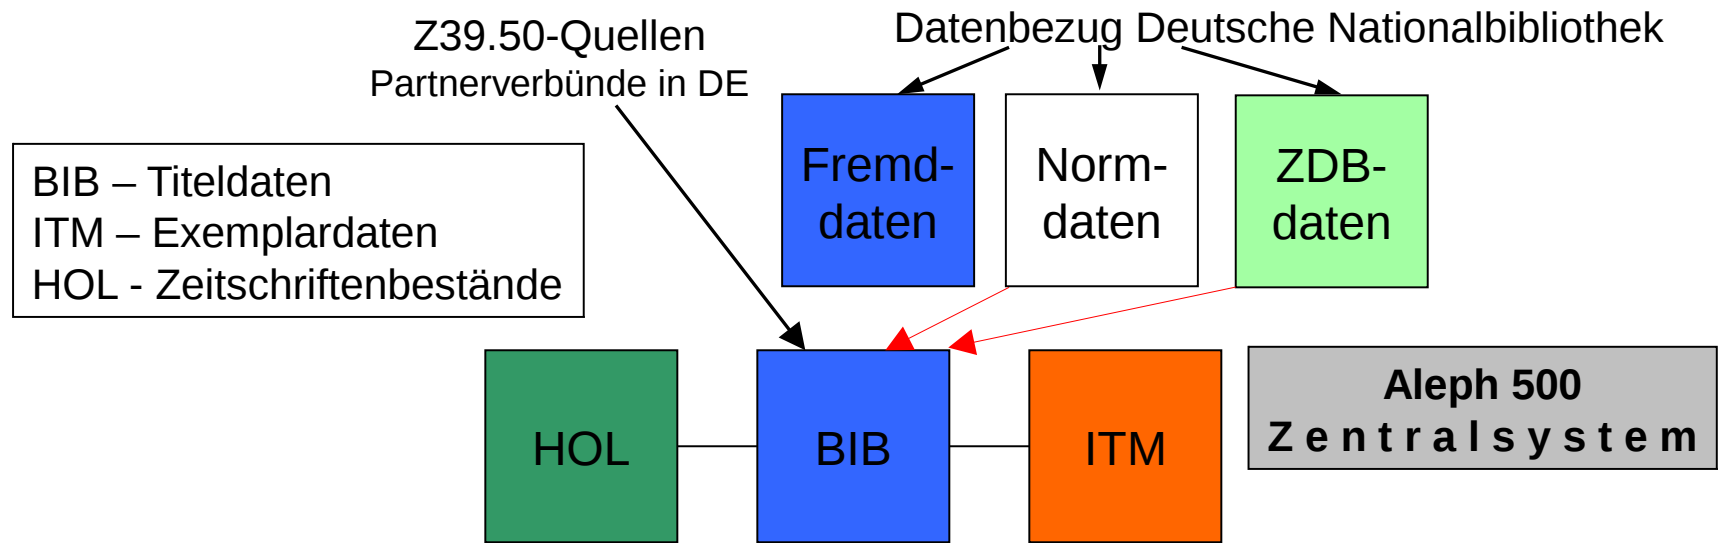 Z39.50-Quellen
Partnerverbünde in DE
Datenbezug Deutsche Nationalbibliothek
BIB – Titeldaten
ITM – Exemplardaten
HOL - Zeitschriftenbestände
Fremd-
daten
Norm-
daten
ZDB-
daten
HOL
BIB
ITM
Aleph 500
Z e n t r a l s y s t e m